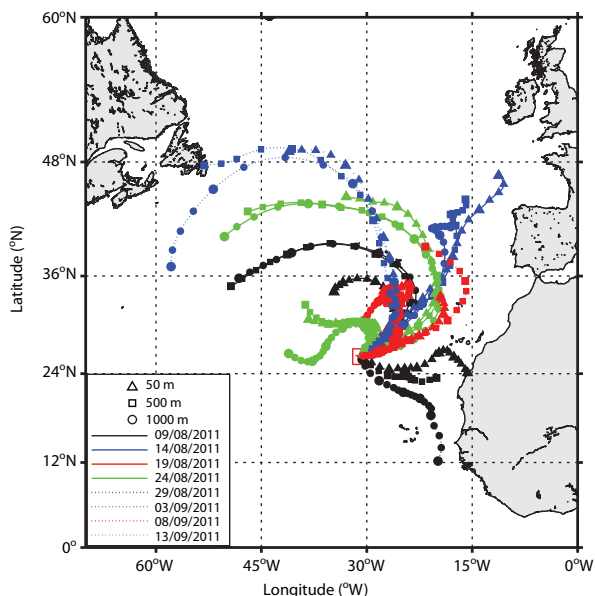 60°N
48°N
36°N
24°N
12°N
0°
Latitude (°N)
50 m
500 m
1000 m
09/08/2011
14/08/2011
19/08/2011
24/08/2011
29/08/2011
03/09/2011
08/09/2011
13/09/2011
60°W 45°W 30°W 15°W 0°W
Longitude (°W)